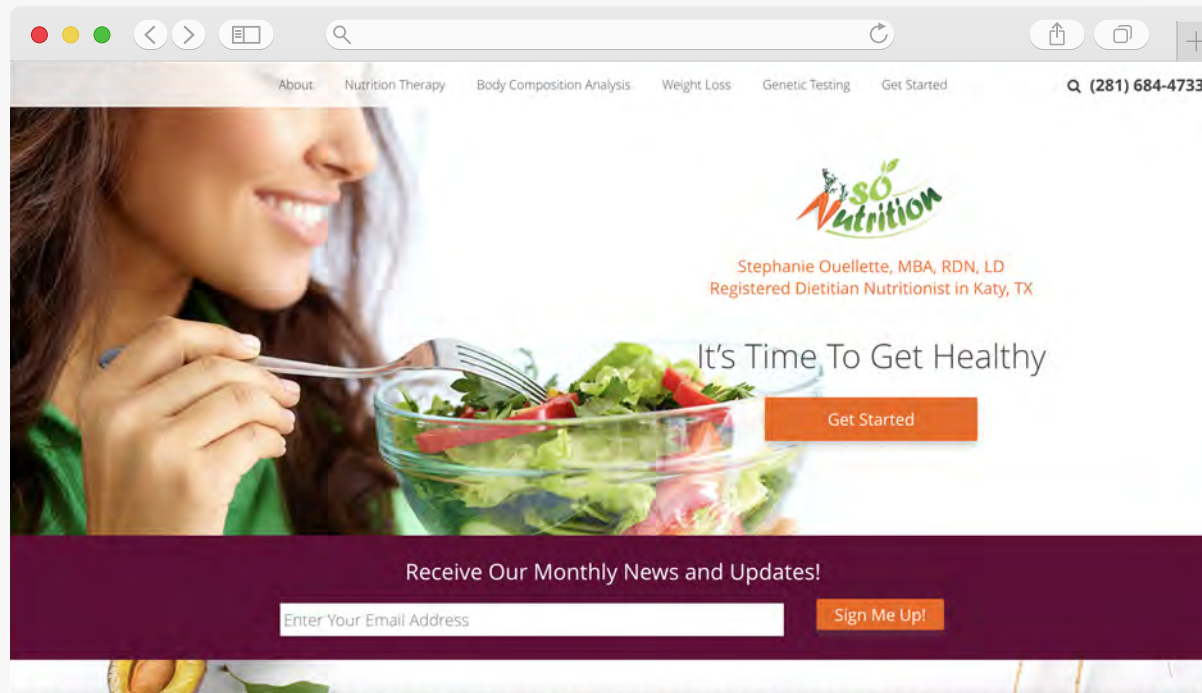 About Nutrition Therapy Body Composition Analysis Weight Loss Genetic Testing Get Started (281) 684-4733
SO
Nutrition
Stephanie Ouellette, MBA, RDN, LD
Registered Dietitian Nutritionist in Katy, TX
It's Time To Get Healthy
Get Started
Receive Our Monthly News and Updates!
Enter Your Email Address
Sign Me Up!